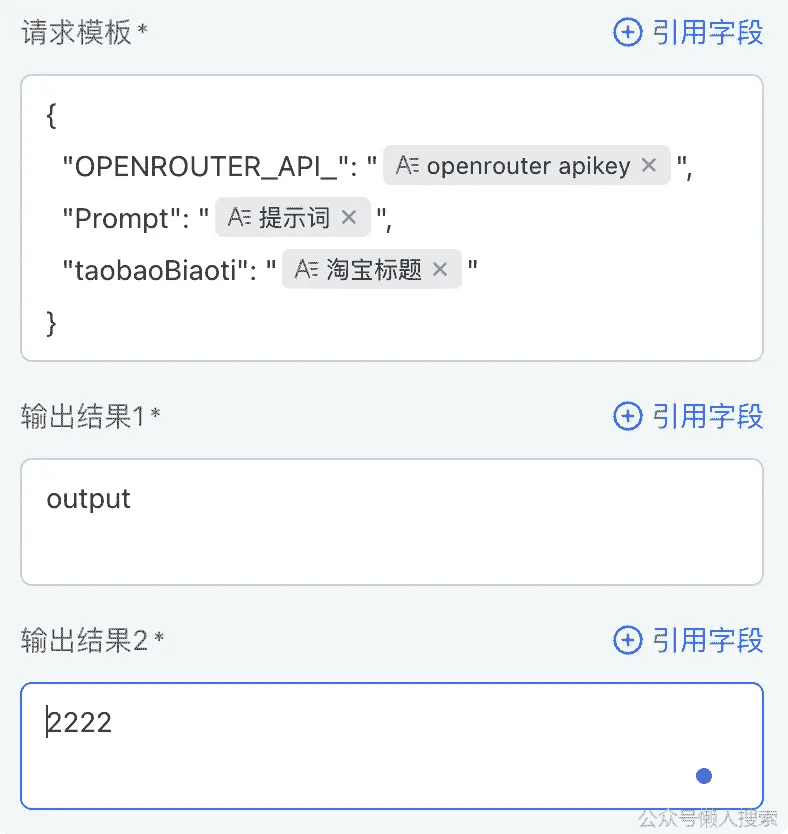 请求模板*
引用字段
{
"OPENROUTER_API_": "openrouter apikey",
"Prompt": "提示词",
"taobaoBiaoti": "淘宝标题"
}
输出结果1*
引用字段
output
输出结果2*
引用字段
2222
公众号懒人搜索